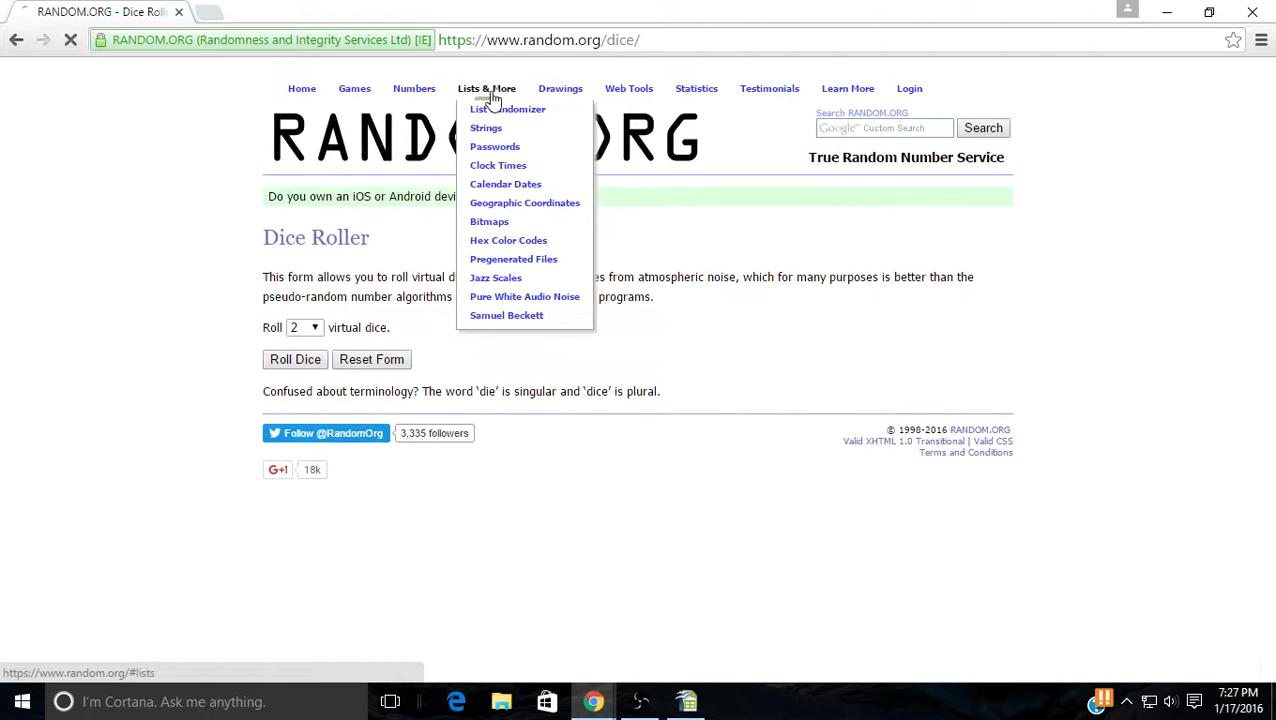 RANDOM.ORG - Dice Rolle
RANDOM.ORG (Randomness and Integrity Services Ltd) [IE] https://www.random.org/dice/
Home Games Numbers Lists & More Drawings Web Tools Statistics Testimonials Learn More Login
Search RANDOM.ORG
Google™ Custom Search Search
True Random Number Service
List Randomizer
Strings
Passwords
Clock Times
Calendar Dates
Geographic Coordinates
Bitmaps
Hex Color Codes
Pregenerated Files
Jazz Scales
Pure White Audio Noise
Samuel Beckett
RAND RG
Do you own an iOS or Android devi
Dice Roller
This form allows you to roll virtual d es from atmospheric noise, which for many purposes is better than the
pseudo-random number algorithms programs.
Roll 2 virtual dice.
Roll Dice Reset Form
Confused about terminology? The word ‘die’ is singular and ‘dice’ is plural.
Follow @RandomOrg 3,335 followers
G+1 18k
© 1998-2016 RANDOM.ORG
Valid XHTML 1.0 Transitional | Valid CSS
Terms and Conditions
https://www.random.org/#lists
I'm Cortana. Ask me anything.
7:27 PM
1/17/2016